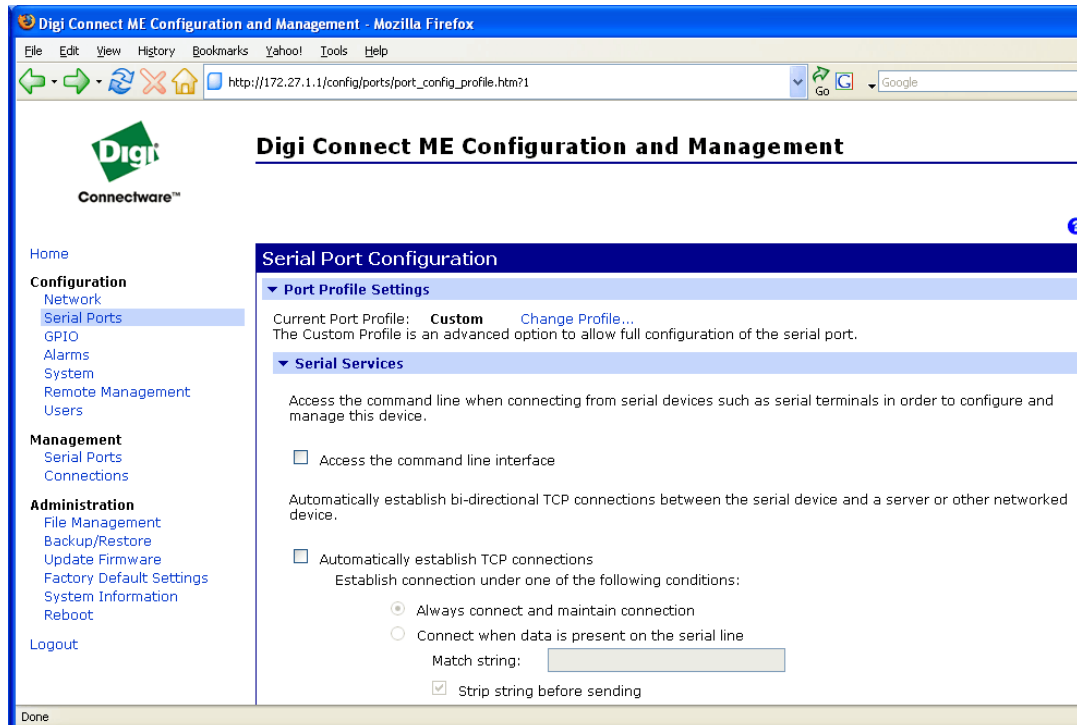 Digi Connect ME Configuration and Management - Mozilla Firefox
File Edit View History Bookmarks Yahoo! Tools Help
http://172.27.1.1/config/ports/port_config_profile.htm?1
Go
G
Google
Digi
Connectware™
Digi Connect ME Configuration and Management
?
Home
Configuration
Network
Serial Ports
GPIO
Alarms
System
Remote Management
Users
Management
Serial Ports
Connections
Administration
File Management
Backup/Restore
Update Firmware
Factory Default Settings
System Information
Reboot
Logout
Serial Port Configuration
Port Profile Settings
Current Port Profile: Custom Change Profile...
The Custom Profile is an advanced option to allow full configuration of the serial port.
Serial Services
Access the command line when connecting from serial devices such as serial terminals in order to configure and
manage this device.
Access the command line interface
Automatically establish bi-directional TCP connections between the serial device and a server or other networked
device.
Automatically establish TCP connections
Establish connection under one of the following conditions:
Always connect and maintain connection
Connect when data is present on the serial line
Match string:
Strip string before sending
Done